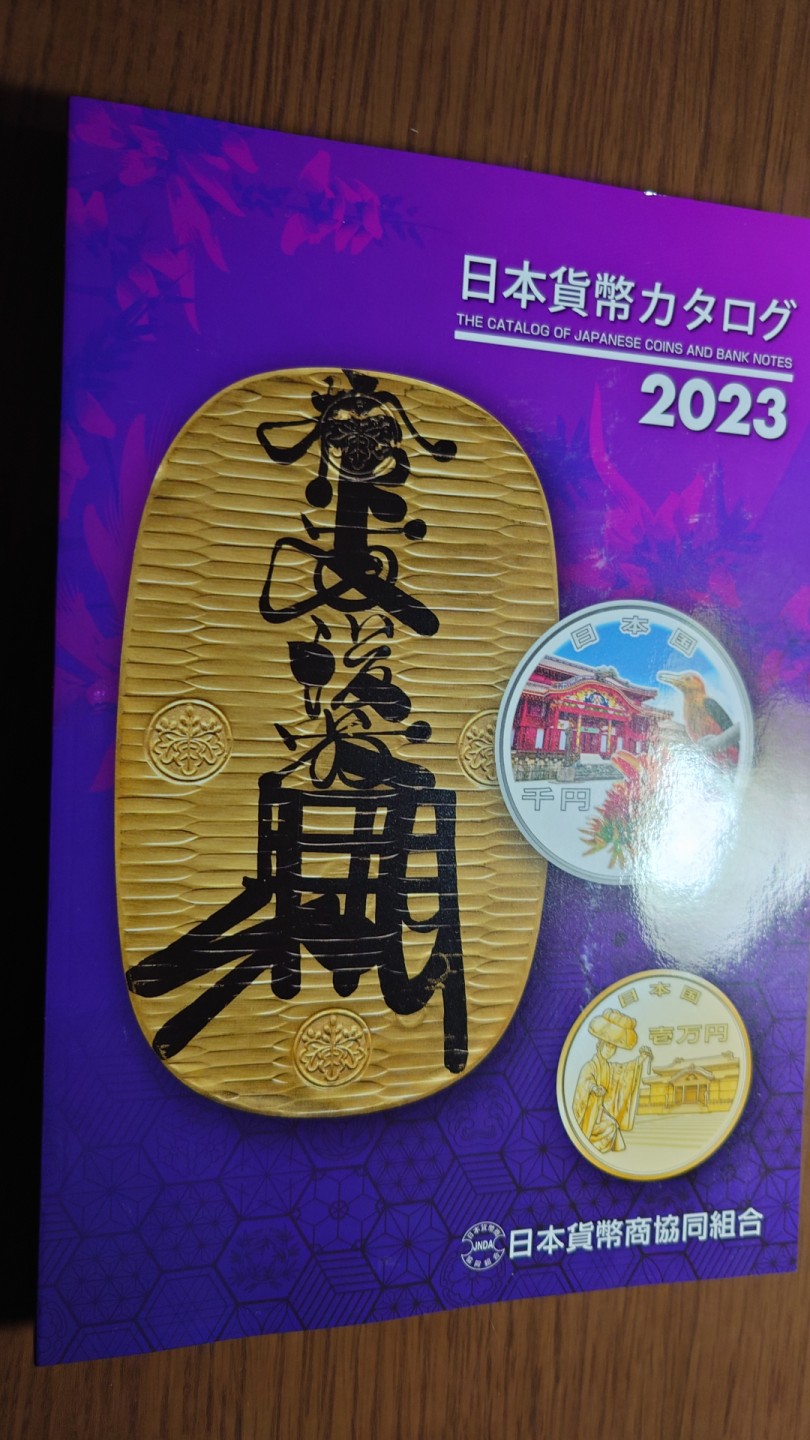 日本貨幣カタログ
THE CATALOG OF JAPANESE COINS AND BANK NOTES
2023
日本国
千円
日本国
壱万円
JNDA
日本貨幣商協同組合